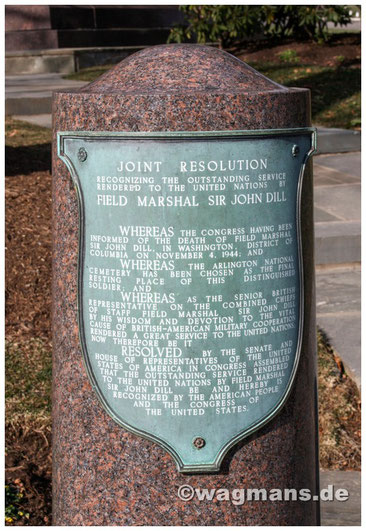 JOINT RESOLUTION
RECOGNIZING THE OUTSTANDING SERVICE
RENDERED TO THE UNITED NATIONS BY
FIELD MARSHAL SIR JOHN DILL
WHEREAS THE CONGRESS HAVING BEEN
INFORMED OF THE DEATH OF FIELD MARSHAL
SIR JOHN DILL, IN WASHINGTON, DISTRICT OF
COLUMBIA ON NOVEMBER 4, 1944; AND
WHEREAS THE ARLINGTON NATIONAL
CEMETERY HAS BEEN CHOSEN AS THE FINAL
RESTING PLACE OF THIS DISTINGUISHED
SOLDIER; AND
WHEREAS AS THE SENIOR BRITISH
REPRESENTATIVE ON THE COMBINED CHIEFS
OF STAFF FIELD MARSHAL SIR JOHN DILL
BY HIS WISDOM AND DEVOTION TO THE VITAL
CAUSE OF BRITISH-AMERICAN MILITARY COOPERATION
RENDERED A GREAT SERVICE TO THE UNITED NATIONS
NOW THEREFORE BE IT
RESOLVED BY THE SENATE AND
HOUSE OF REPRESENTATIVES OF THE UNITED
STATES OF AMERICA IN CONGRESS ASSEMBLED
THAT THE OUTSTANDING SERVICE RENDERED
TO THE UNITED NATIONS BY FIELD MARSHAL
SIR JOHN DILL BE AND HEREBY IS
RECOGNIZED BY THE AMERICAN PEOPLE
AND THE CONGRESS OF
THE UNITED STATES.
©wagmans.de